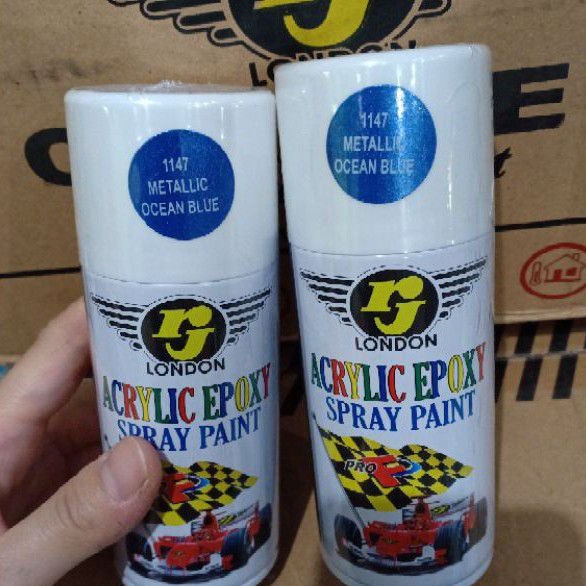 rj
LONDON
1147
METALLIC
OCEAN BLUE
rj
LONDON
ACRYLIC EPOXY
SPRAY PAINT
1147
METALLIC
OCEAN BLUE
rj
LONDON
ACRYLIC EPOXY
SPRAY PAINT
PRO